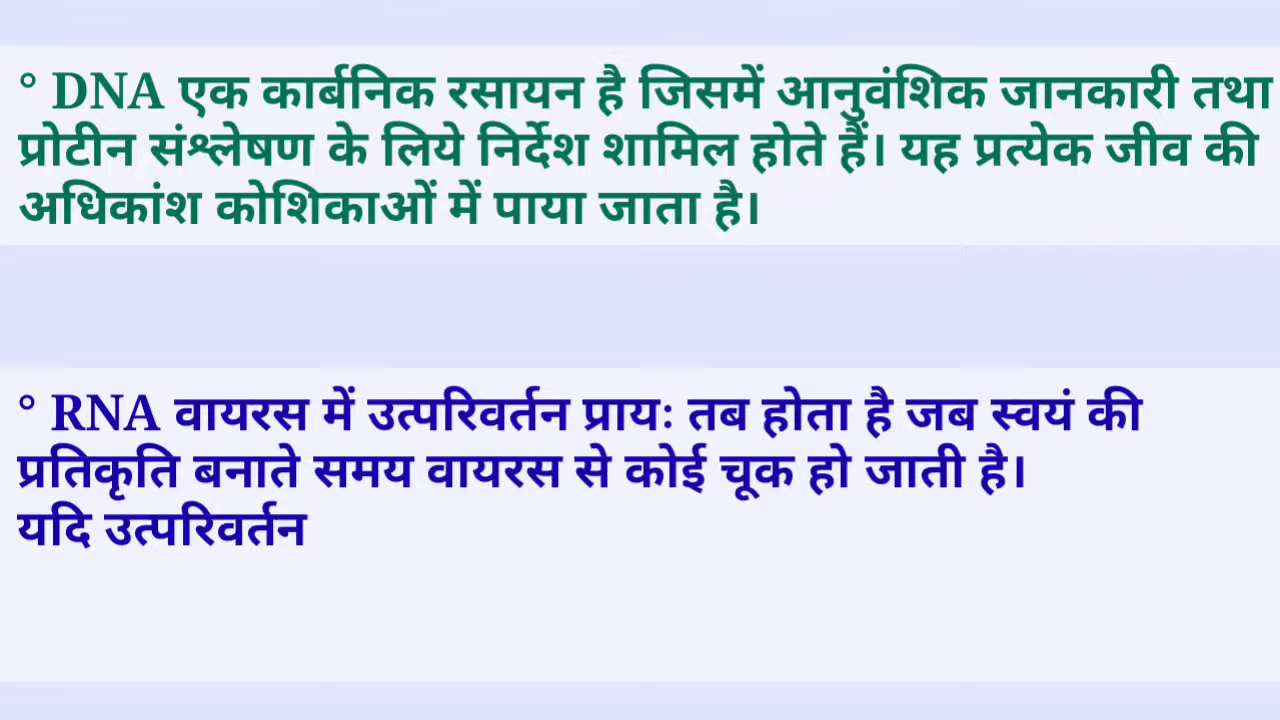 ° DNA एक कार्बनिक रसायन है जिसमें आनुवंशिक जानकारी तथा
प्रोटीन संश्लेषण के लिये निर्देश शामिल होते हैं। यह प्रत्येक जीव की
अधिकांश कोशिकाओं में पाया जाता है।
° RNA वायरस में उत्परिवर्तन प्रायः तब होता है जब स्वयं की
प्रतिकृति बनाते समय वायरस से कोई चूक हो जाती है।
यदि उत्परिवर्तन